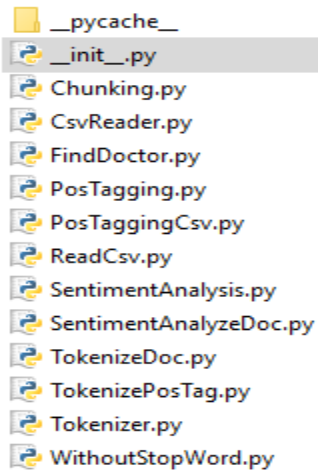 __pycache__
__init__.py
Chunking.py
CsvReader.py
FindDoctor.py
PosTagging.py
PosTaggingCsv.py
ReadCsv.py
SentimentAnalysis.py
SentimentAnalyzeDoc.py
TokenizeDoc.py
TokenizePosTag.py
Tokenizer.py
WithoutStopWord.py